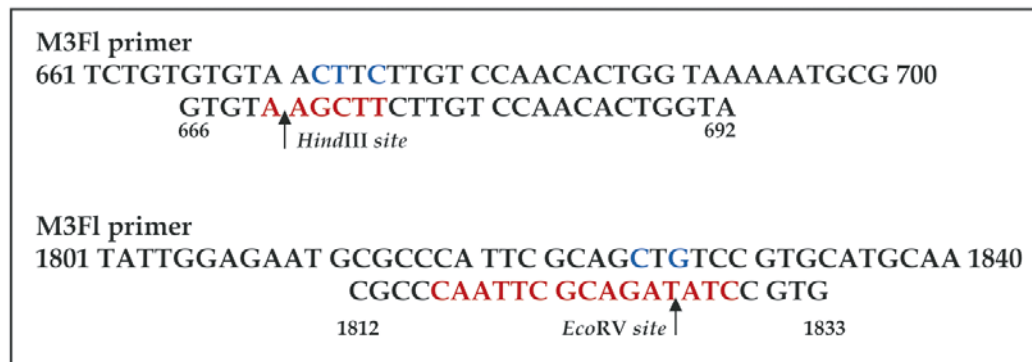 M3Fl primer
661 TCTGTGTGTA ACTTCTTGT CCAACACTGG TAAAAATGCG 700
GTGTAAGCTTCTTGT CCAACACTGGTA
666 692
HindIII site
M3Fl primer
1801 TATTGGAGAAT GCGCCCA TTC GCAGCTGTCC GTGCATGCAA 1840
CGCCCAATTC GCAGATATCC GTG
1812 EcoRV site 1833